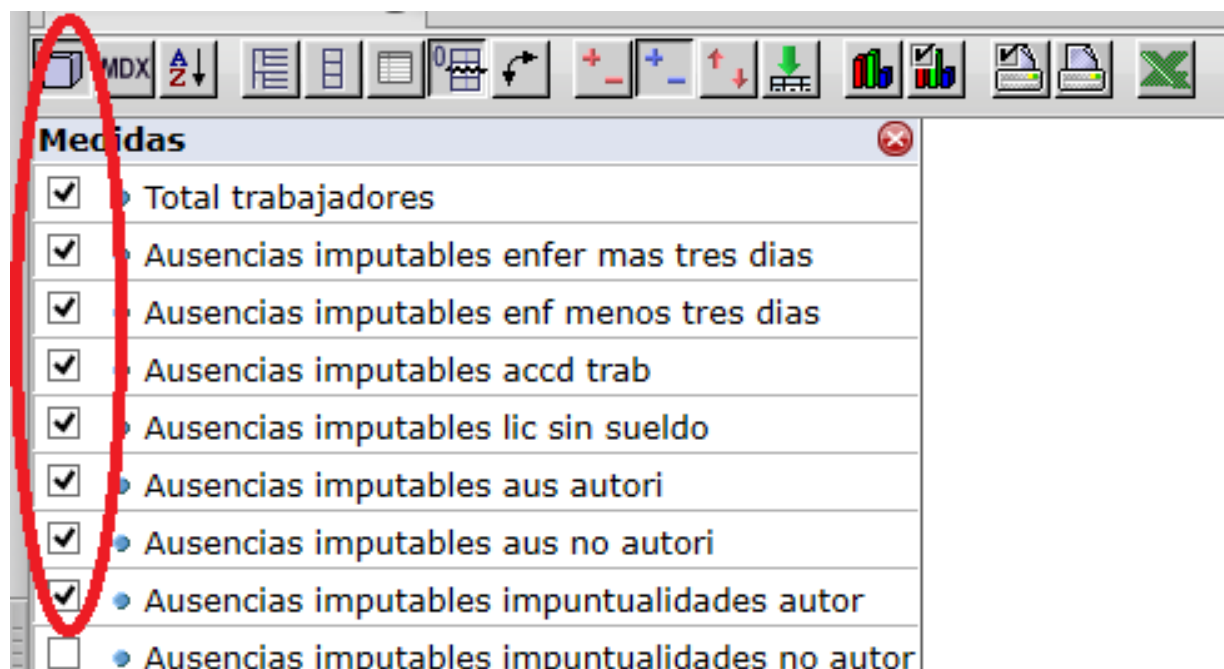 MDX A Z
Medidas
Total trabajadores
Ausencias imputables enfer mas tres dias
Ausencias imputables enf menos tres dias
Ausencias imputables accd trab
Ausencias imputables lic sin sueldo
Ausencias imputables aus autori
Ausencias imputables aus no autori
Ausencias imputables impuntualidades autor
Ausencias imputables impuntualidades no autor